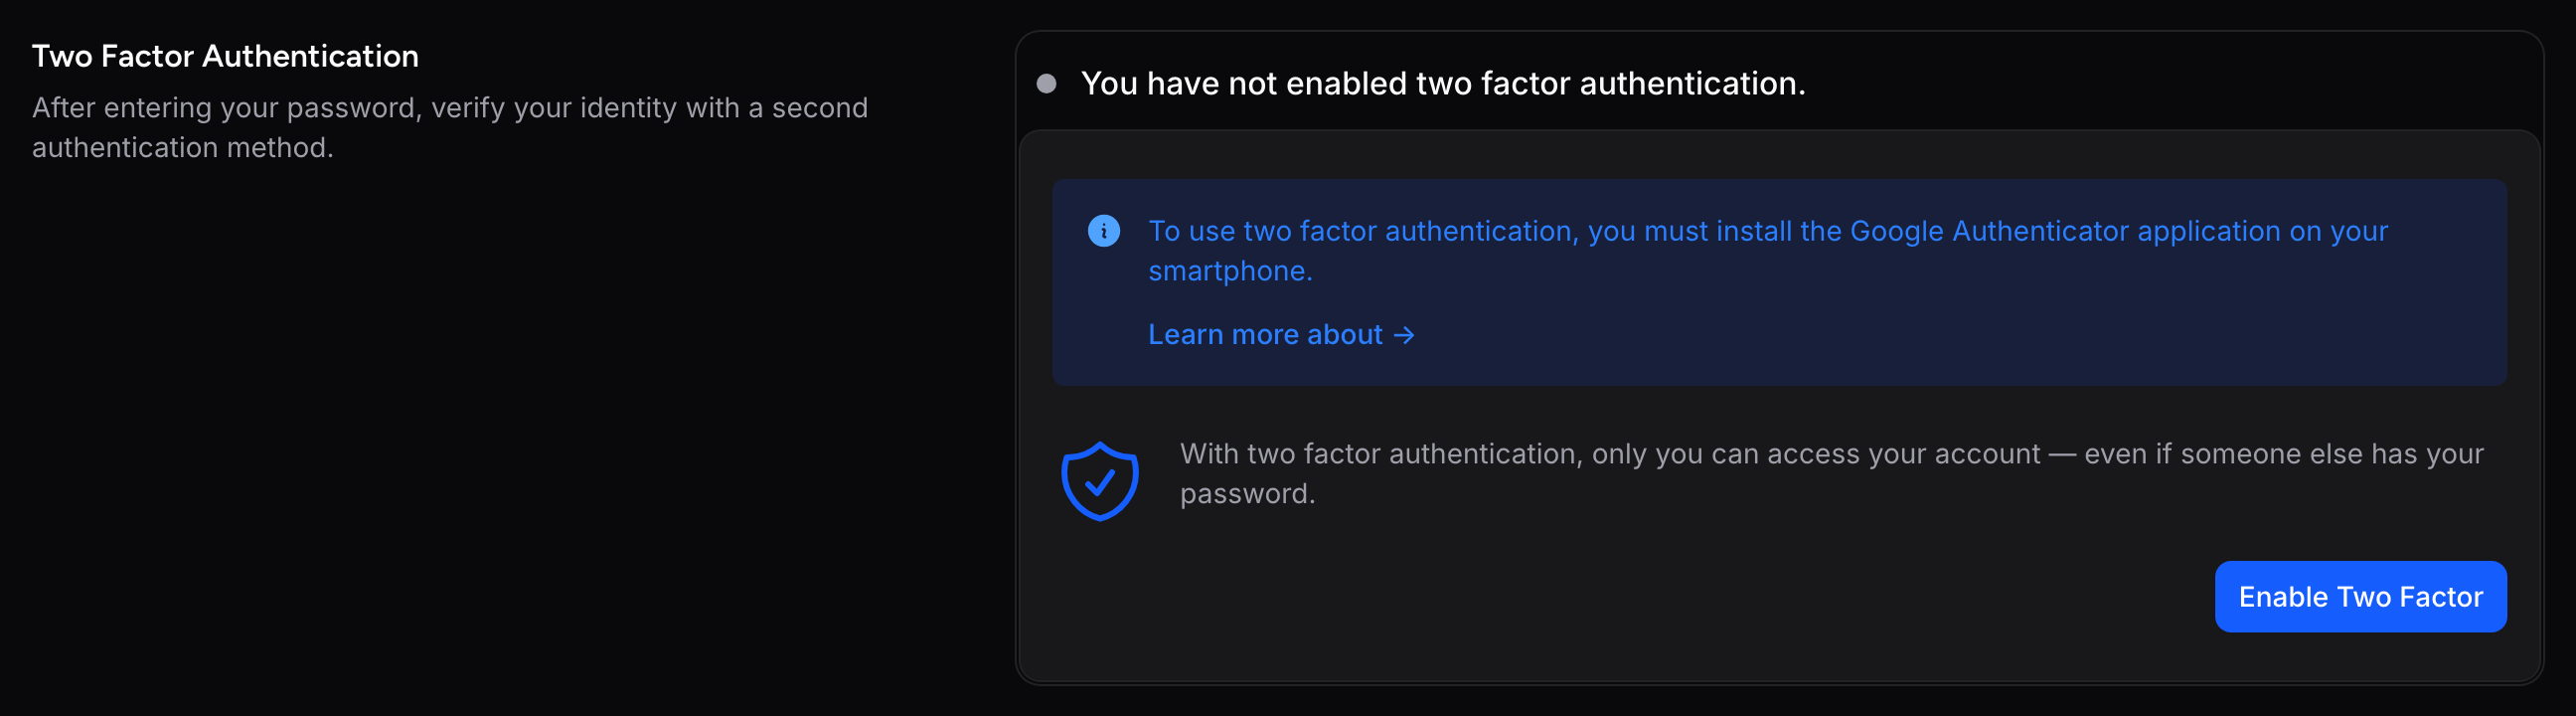 Two Factor Authentication
After entering your password, verify your identity with a second
authentication method.
You have not enabled two factor authentication.
To use two factor authentication, you must install the Google Authenticator application on your
smartphone.
Learn more about →
With two factor authentication, only you can access your account — even if someone else has your
password.
Enable Two Factor